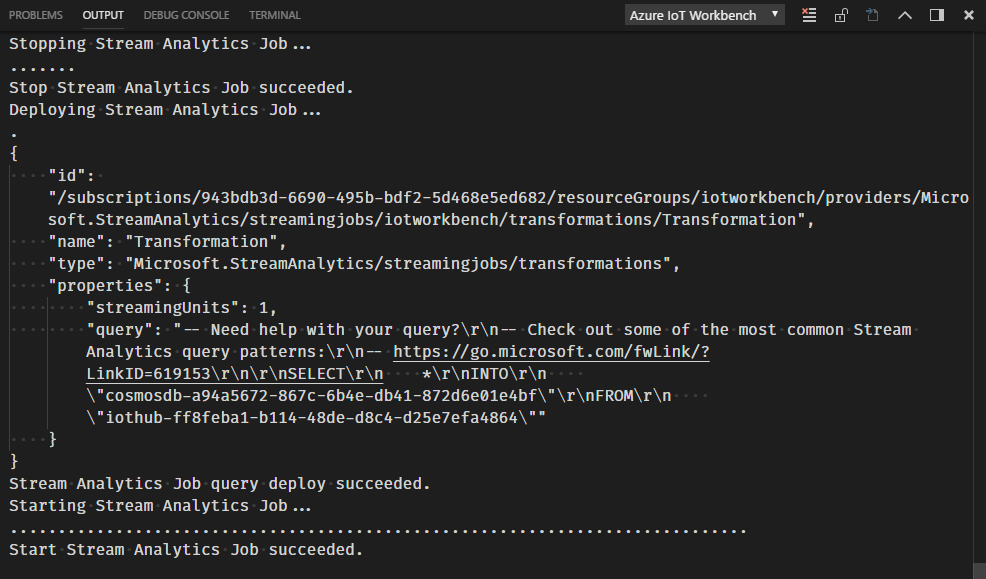 PROBLEMS OUTPUT DEBUG CONSOLE TERMINAL Azure IoT Workbench
Stopping Stream Analytics Job...
.......
Stop Stream Analytics Job succeeded.
Deploying Stream Analytics Job...
.
{
"id":
"/subscriptions/943bdb3d-6690-495b-bdf2-5d468e5ed682/resourceGroups/iotworkbench/providers/Micro
soft.StreamAnalytics/streamingjobs/iotworkbench/transformations/Transformation",
"name": "Transformation",
"type": "Microsoft.StreamAnalytics/streamingjobs/transformations",
"properties": {
"streamingUnits": 1,
"query": "-- Need help with your query?\r\n-- Check out some of the most common Stream
Analytics query patterns:\r\n-- https://go.microsoft.com/fwLink/?
LinkID=619153\r\n\r\nSELECT\r\n    *\r\nINTO\r\n
\"cosmosdb-a94a5672-867c-6b4e-db41-872d6e01e4bf\"\r\nFROM\r\n
\"iothub-ff8feba1-b114-48de-d8c4-d25e7efa4864\""
}
}
Stream Analytics Job query deploy succeeded.
Starting Stream Analytics Job...
.............................................................................
Start Stream Analytics Job succeeded.